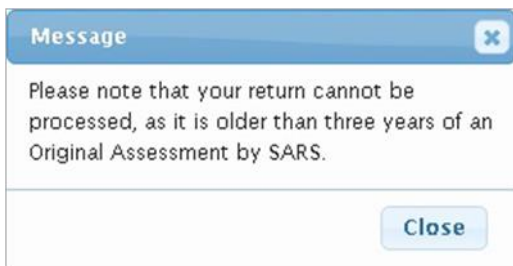 Message
Please note that your return cannot be
processed, as it is older than three years of an
Original Assessment by SARS.
Close